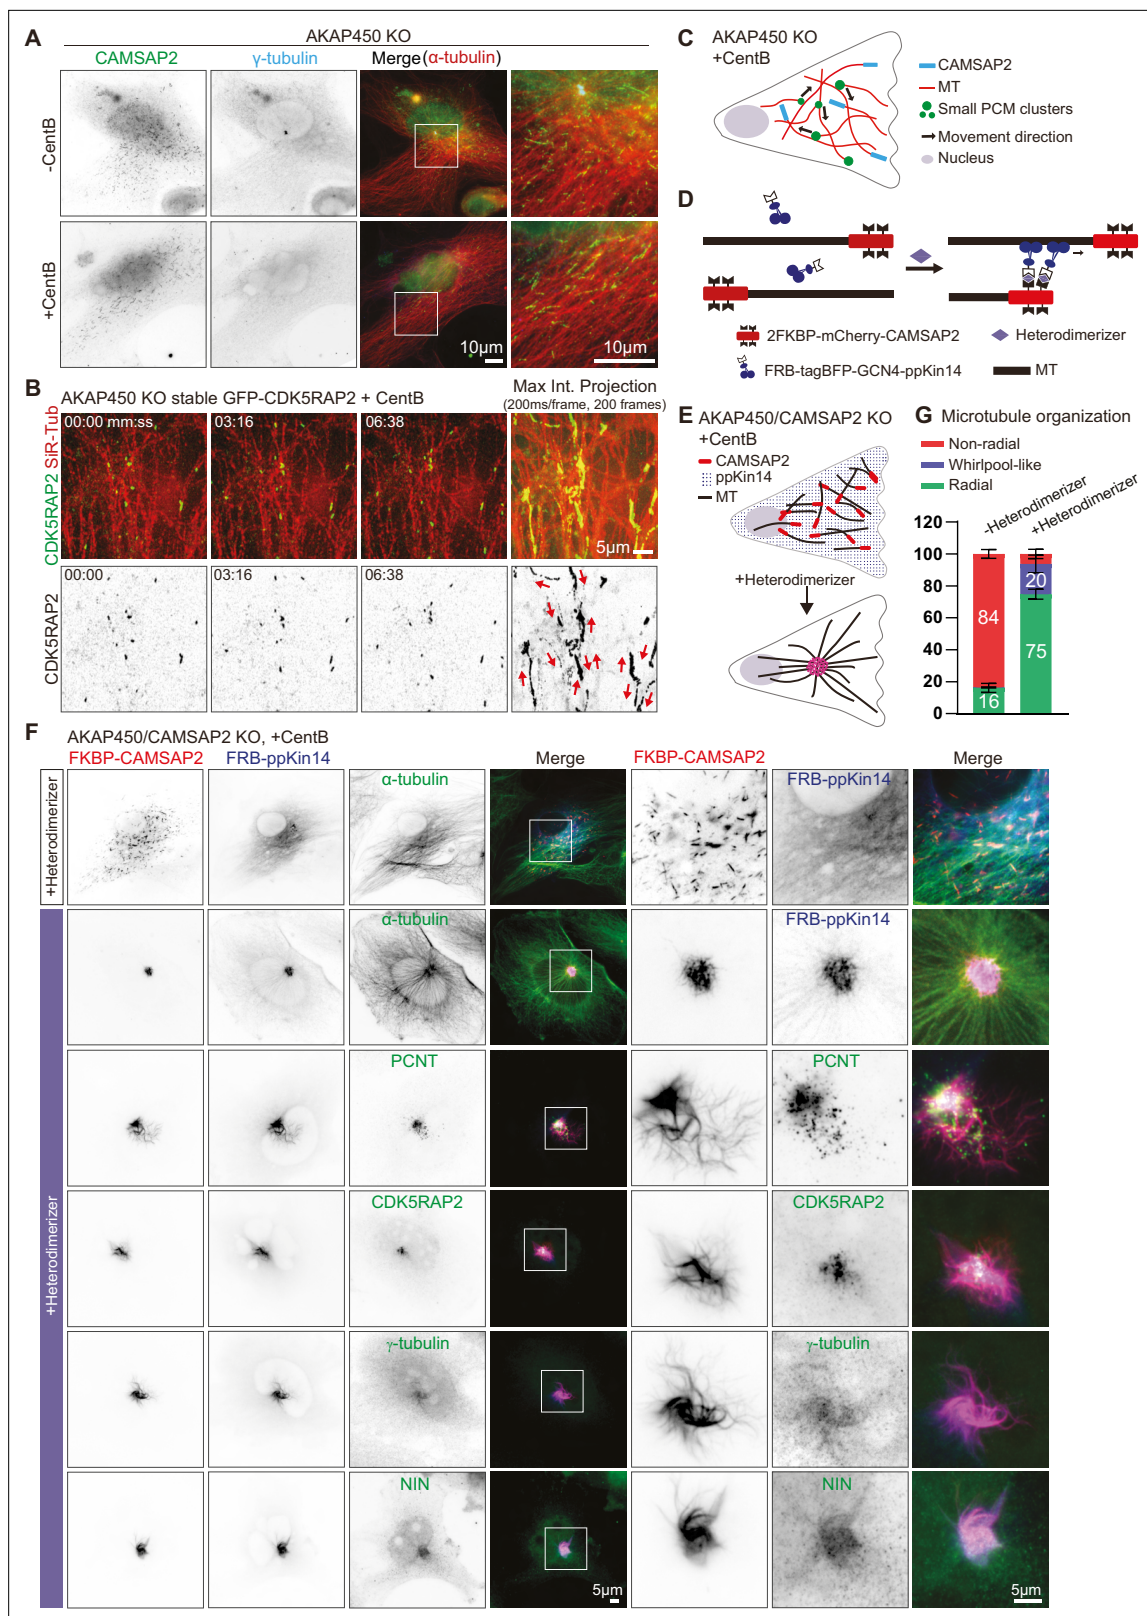 A
AKAP450 KO
CAMSAP2
γ-tubulin
Merge(α-tubulin)
-CentB
+CentB
10µm
10µm
B
AKAP450 KO stable GFP-CDK5RAP2 + CentB
Max Int. Projection
(200ms/frame, 200 frames)
CDK5RAP2 SiR-Tub
00:00 mm:ss
03:16
06:38
5µm
CDK5RAP2
00:00
03:16
06:38
C
AKAP450 KO
+CentB
CAMSAP2
MT
Small PCM clusters
Movement direction
Nucleus
D
2FKBP-mCherry-CAMSAP2
Heterodimerizer
FRB-tagBFP-GCN4-ppKin14
MT
E
AKAP450/CAMSAP2 KO
+CentB
CAMSAP2
ppKin14
MT
+Heterodimerizer
G
Microtubule organization
Non-radial
Whirlpool-like
Radial
-Heterodimerizer
+Heterodimerizer
120
100
80
60
40
20
0
84
16
20
75
F
AKAP450/CAMSAP2 KO, +CentB
FKBP-CAMSAP2
FRB-ppKin14
α-tubulin
Merge
FKBP-CAMSAP2
FRB-ppKin14
Merge
+Heterodimerizer
α-tubulin
FRB-ppKin14
+Heterodimerizer
PCNT
PCNT
CDK5RAP2
CDK5RAP2
γ-tubulin
γ-tubulin
NIN
NIN
5µm
5µm